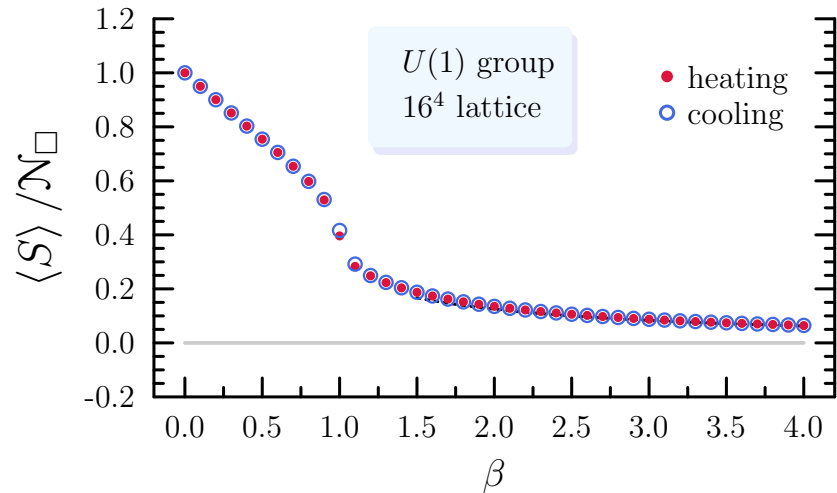 ⟨S⟩ / 𝒩□
1.2
1.0
0.8
0.6
0.4
0.2
0.0
-0.2
U(1) group
16⁴ lattice
heating
cooling
0.0 0.5 1.0 1.5 2.0 2.5 3.0 3.5 4.0
β